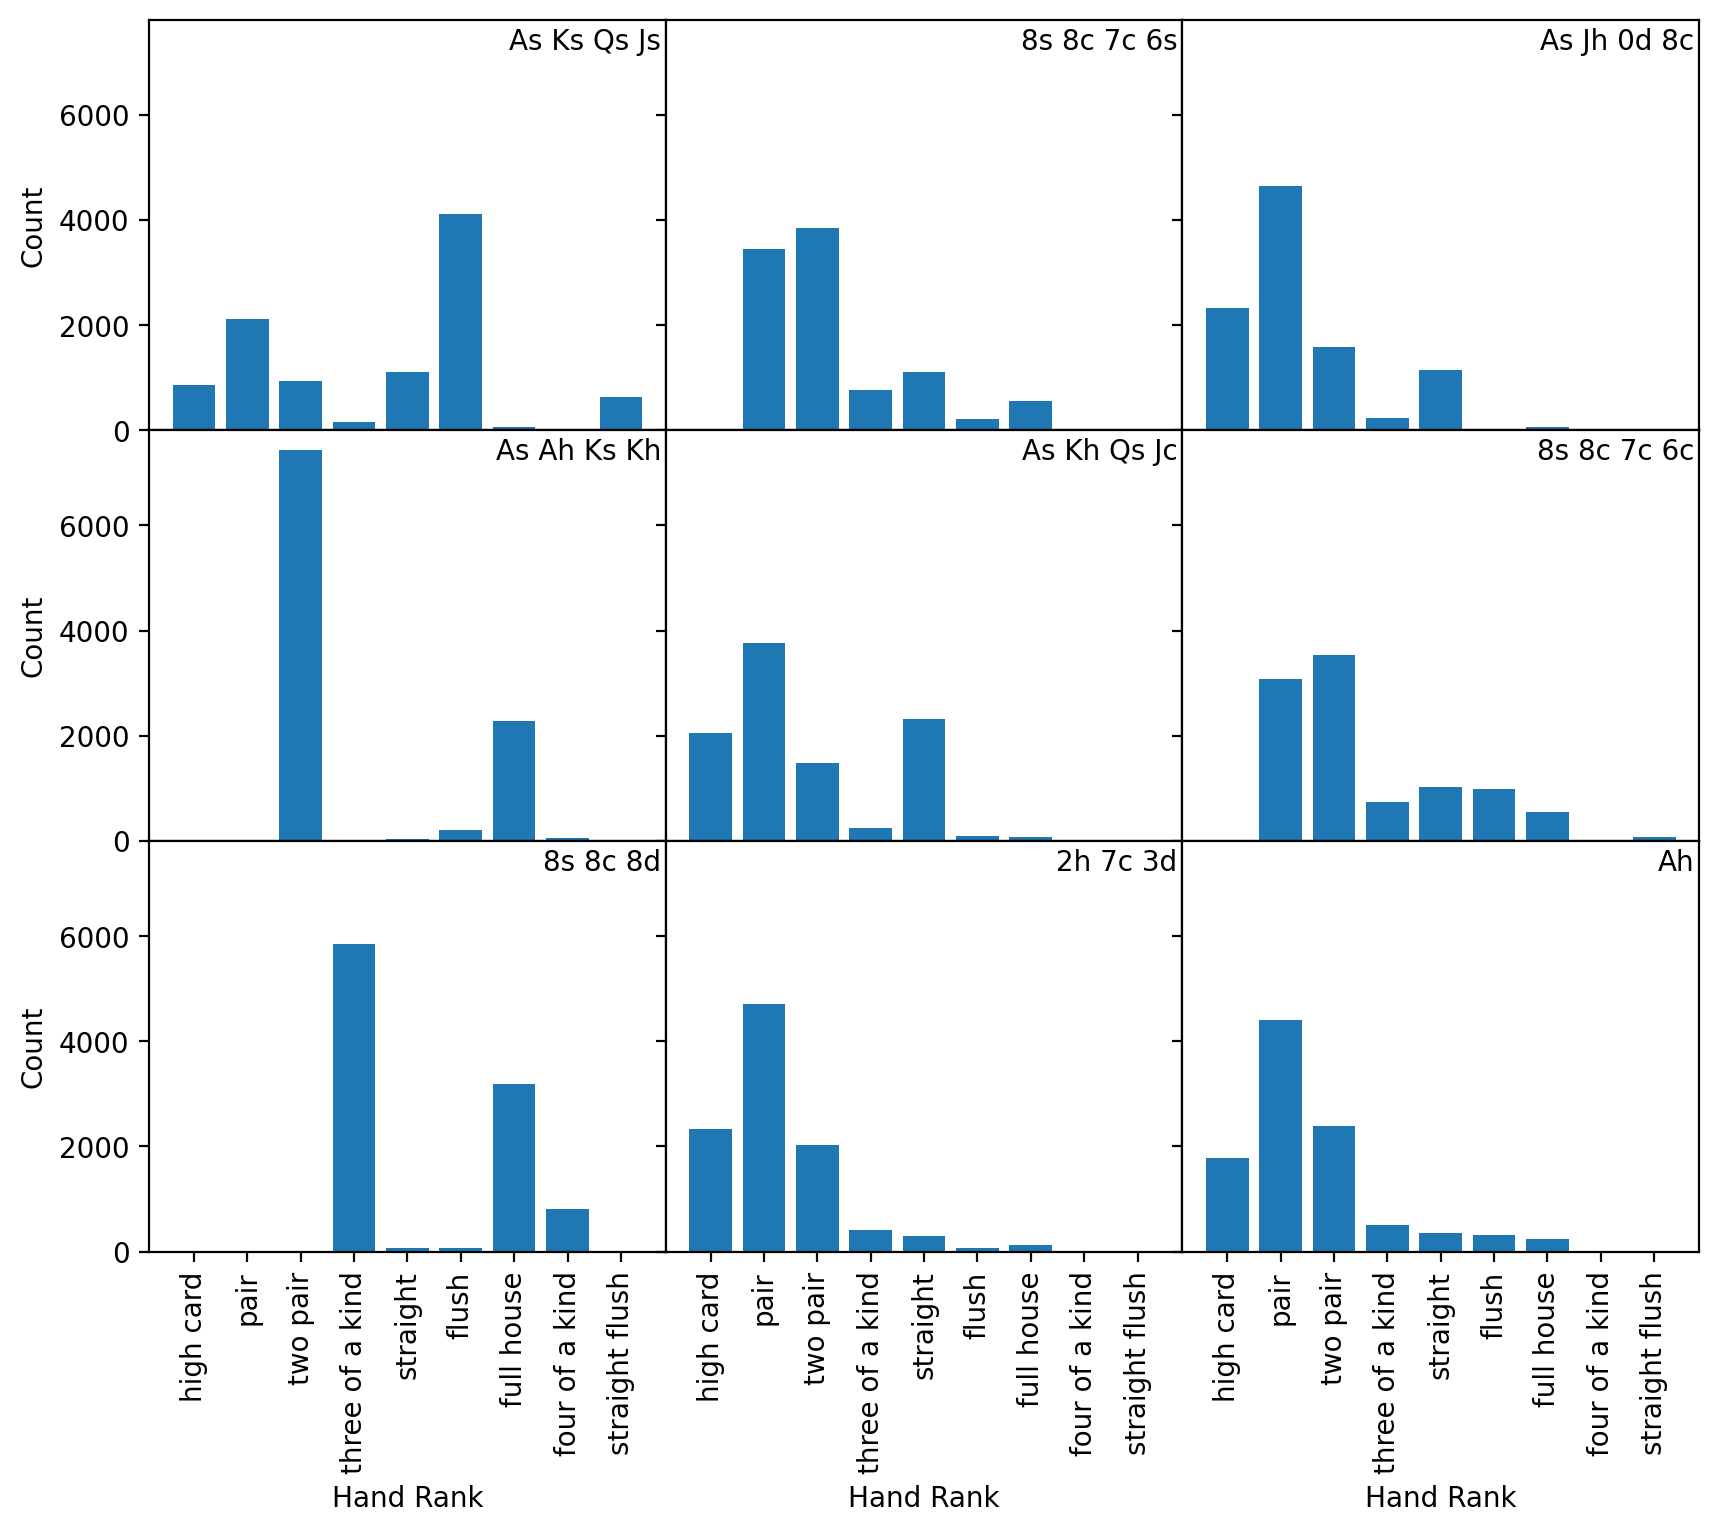 As Ks Qs Js
8s 8c 7c 6s
As Jh 0d 8c
6000
4000
2000
0
Count
As Ah Ks Kh
As Kh Qs Jc
8s 8c 7c 6c
6000
4000
2000
0
Count
8s 8c 8d
2h 7c 3d
Ah
6000
4000
2000
0
Count
high card
pair
two pair
three of a kind
straight
flush
full house
four of a kind
straight flush
high card
pair
two pair
three of a kind
straight
flush
full house
four of a kind
straight flush
high card
pair
two pair
three of a kind
straight
flush
full house
four of a kind
straight flush
Hand Rank
Hand Rank
Hand Rank